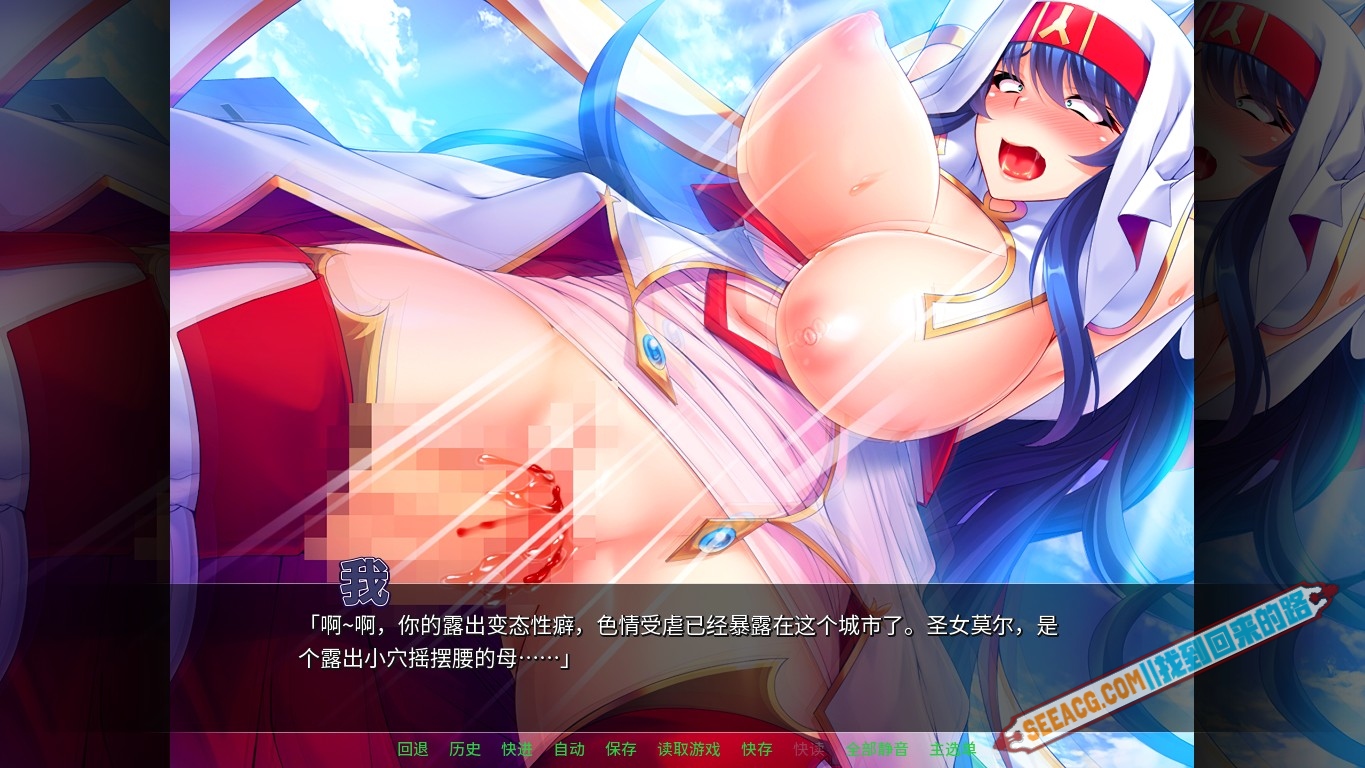 我
「啊~啊，你的露出变态性癖，色情受虐已经暴露在这个城市了。圣女莫尔，是
个露出小穴摇摆腰的母……」
SEEACG.COM||找到回来的路
回退 历史 快进 自动 保存 读取游戏 快存 快读 全部静音 主选单